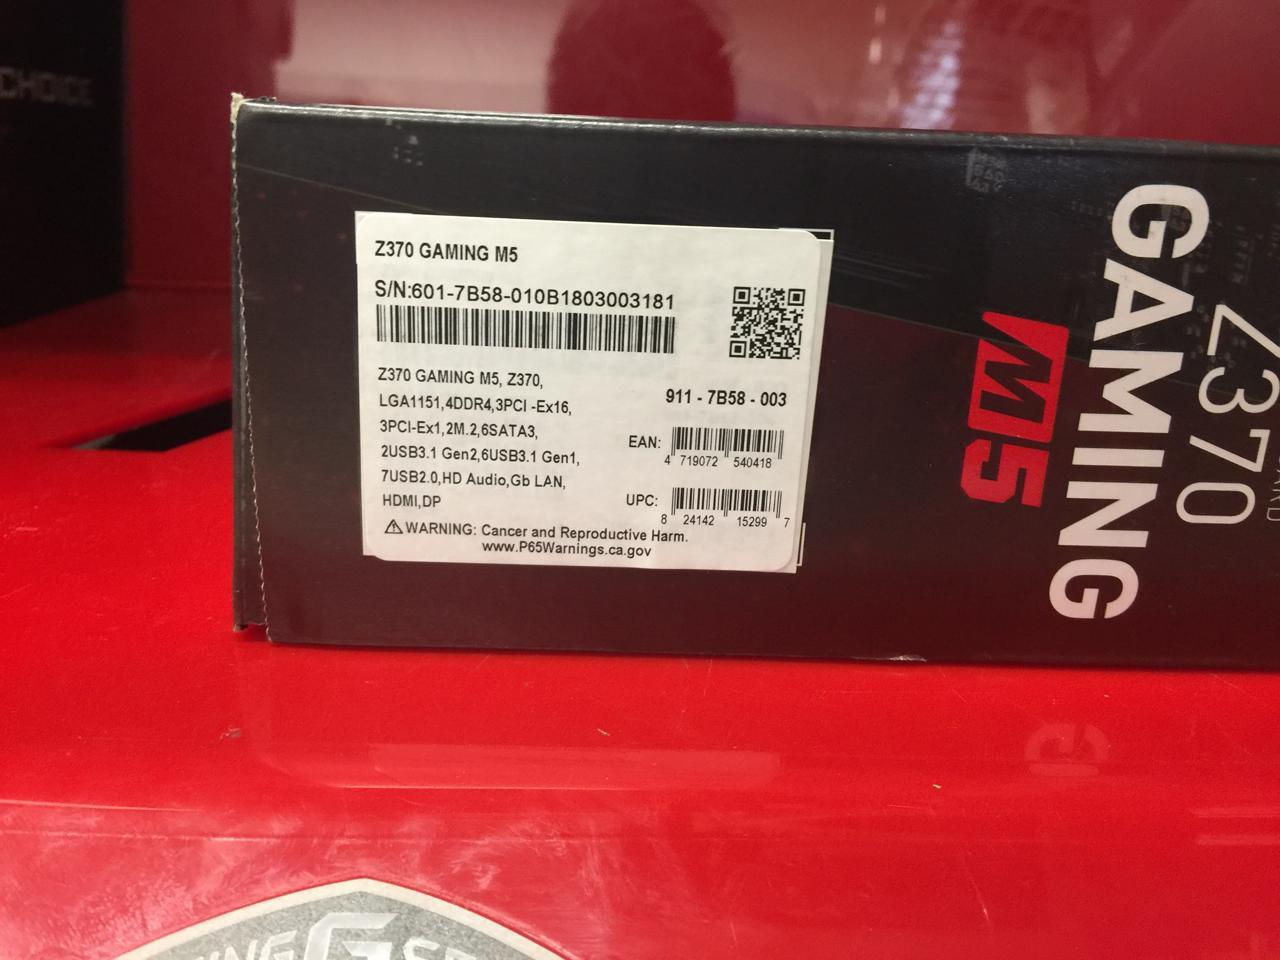 CHOICE
Z370 GAMING M5
S/N:601-7B58-010B1803003181
Z370 GAMING M5, Z370,
LGA1151,4DDR4,3PCI -Ex16,
3PCI-Ex1,2M.2,6SATA3,
2USB3.1 Gen2,6USB3.1 Gen1,
7USB2.0,HD Audio,Gb LAN,
HDMI,DP
911 - 7B58 - 003
EAN:
4 719072 540418
UPC:
8 24142 15299 7
⚠WARNING: Cancer and Reproductive Harm.
www.P65Warnings.ca.gov
Z370
GAMING
M5